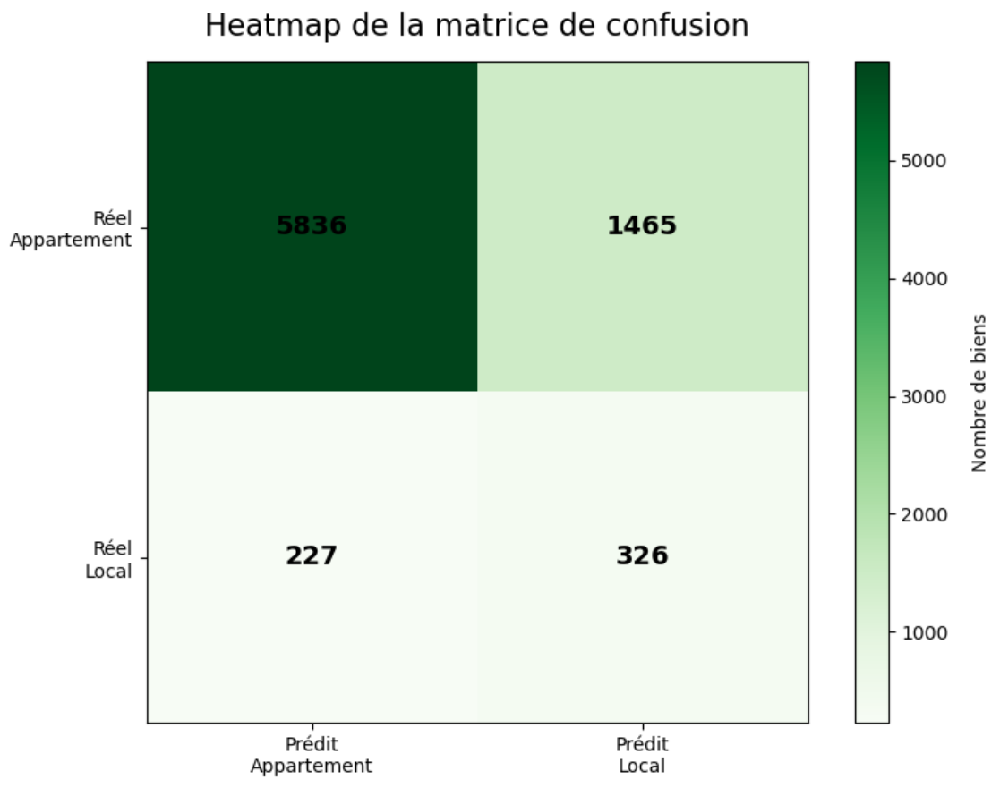 Heatmap de la matrice de confusion
Réel
Appartement
5836
1465
5000
4000
3000
2000
1000
Nombre de biens
Réel
Local
227
326
Prédit
Appartement
Prédit
Local